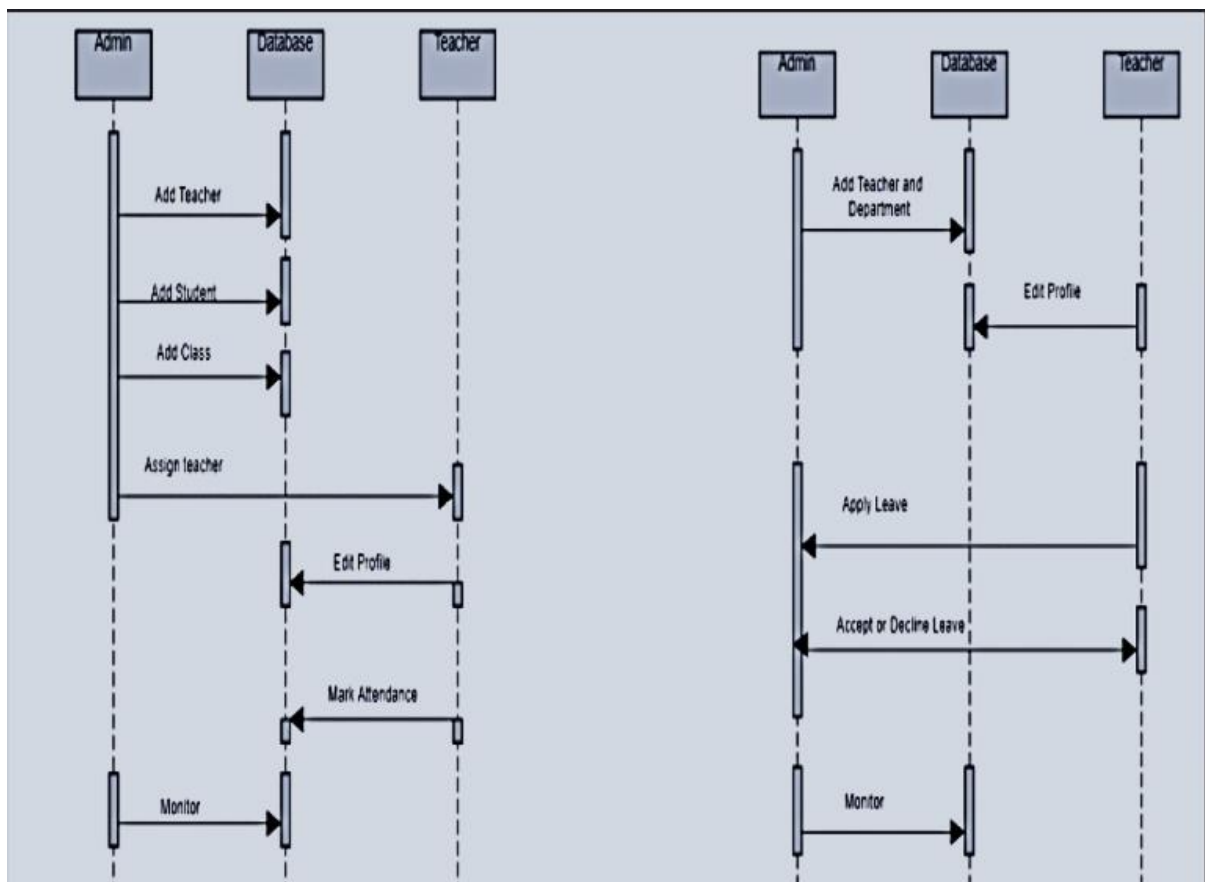 Admin
Database
Teacher
Add Teacher
Add Student
Add Class
Assign teacher
Edit Profile
Mark Attendance
Monitor
Admin
Database
Teacher
Add Teacher and
Department
Edit Profile
Apply Leave
Accept or Decline Leave
Monitor